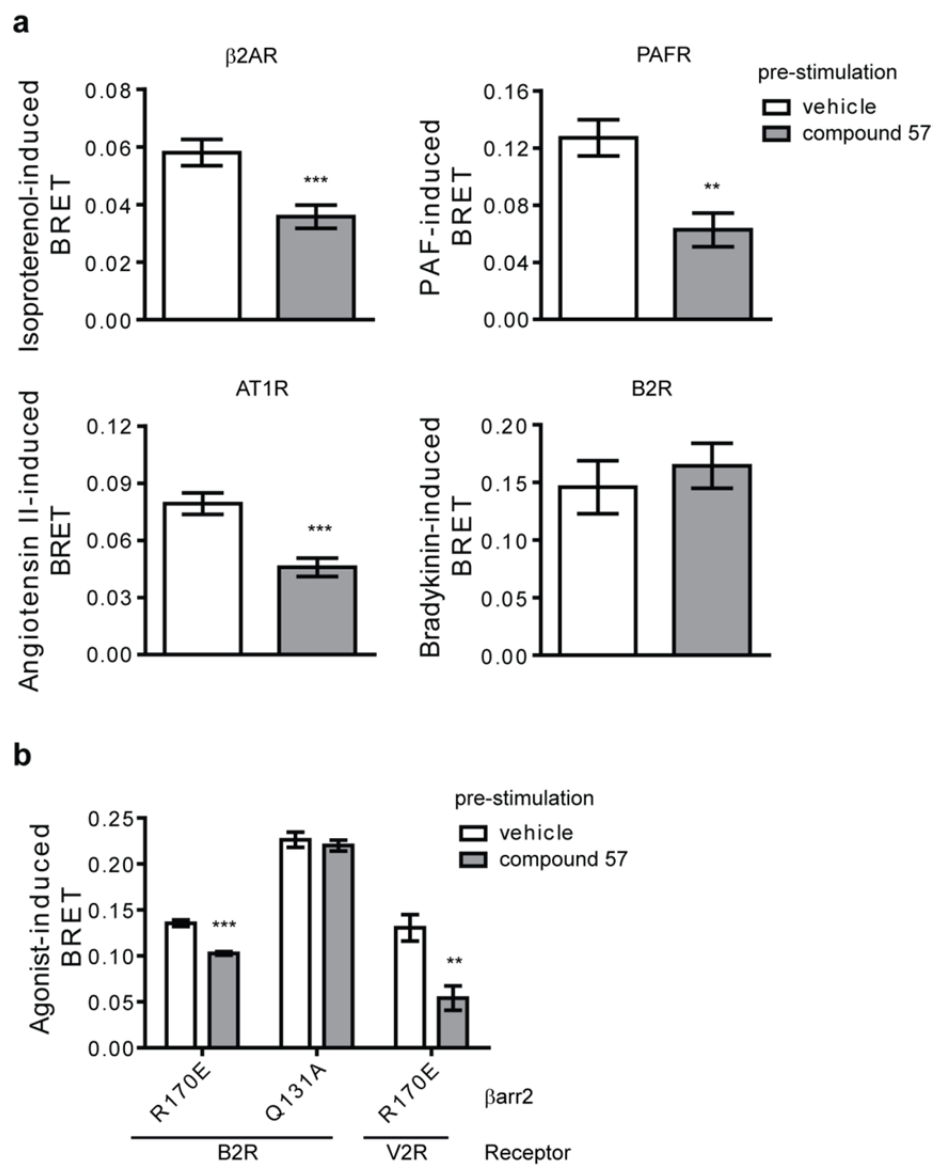 a
β2AR
Isoproterenol-induced
BRET
0.08
0.06
0.04
0.02
0.00
***
PAFR
PAF-induced
BRET
0.16
0.12
0.08
0.04
0.00
**
pre-stimulation
vehicle
compound 57
AT1R
Angiotensin II-induced
BRET
0.12
0.09
0.06
0.03
0.00
***
B2R
Bradykinin-induced
BRET
0.20
0.15
0.10
0.05
0.00
b
Agonist-induced
BRET
0.25
0.20
0.15
0.10
0.05
0.00
***
**
pre-stimulation
vehicle
compound 57
R170E
Q131A
R170E
βarr2
B2R
V2R
Receptor